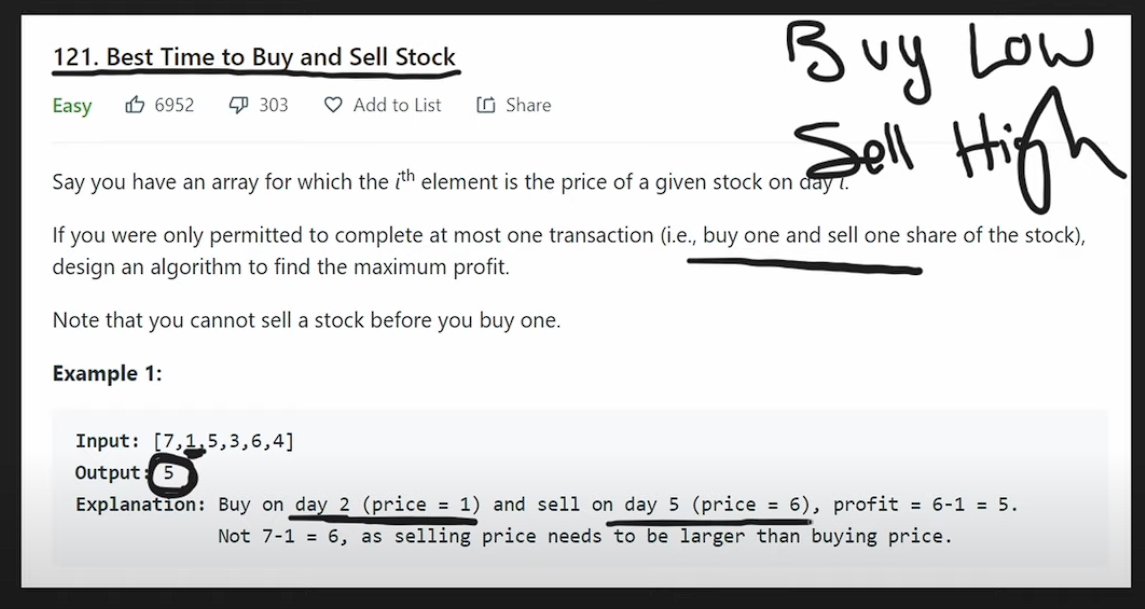 121. Best Time to Buy and Sell Stock
Buy Low
Sell High
Easy 6952 303 Add to List Share
Say you have an array for which the ith element is the price of a given stock on day i.
If you were only permitted to complete at most one transaction (i.e., buy one and sell one share of the stock),
design an algorithm to find the maximum profit.
Note that you cannot sell a stock before you buy one.
Example 1:
Input: [7,1,5,3,6,4]
Output: 5
Explanation: Buy on day 2 (price = 1) and sell on day 5 (price = 6), profit = 6-1 = 5.
Not 7-1 = 6, as selling price needs to be larger than buying price.